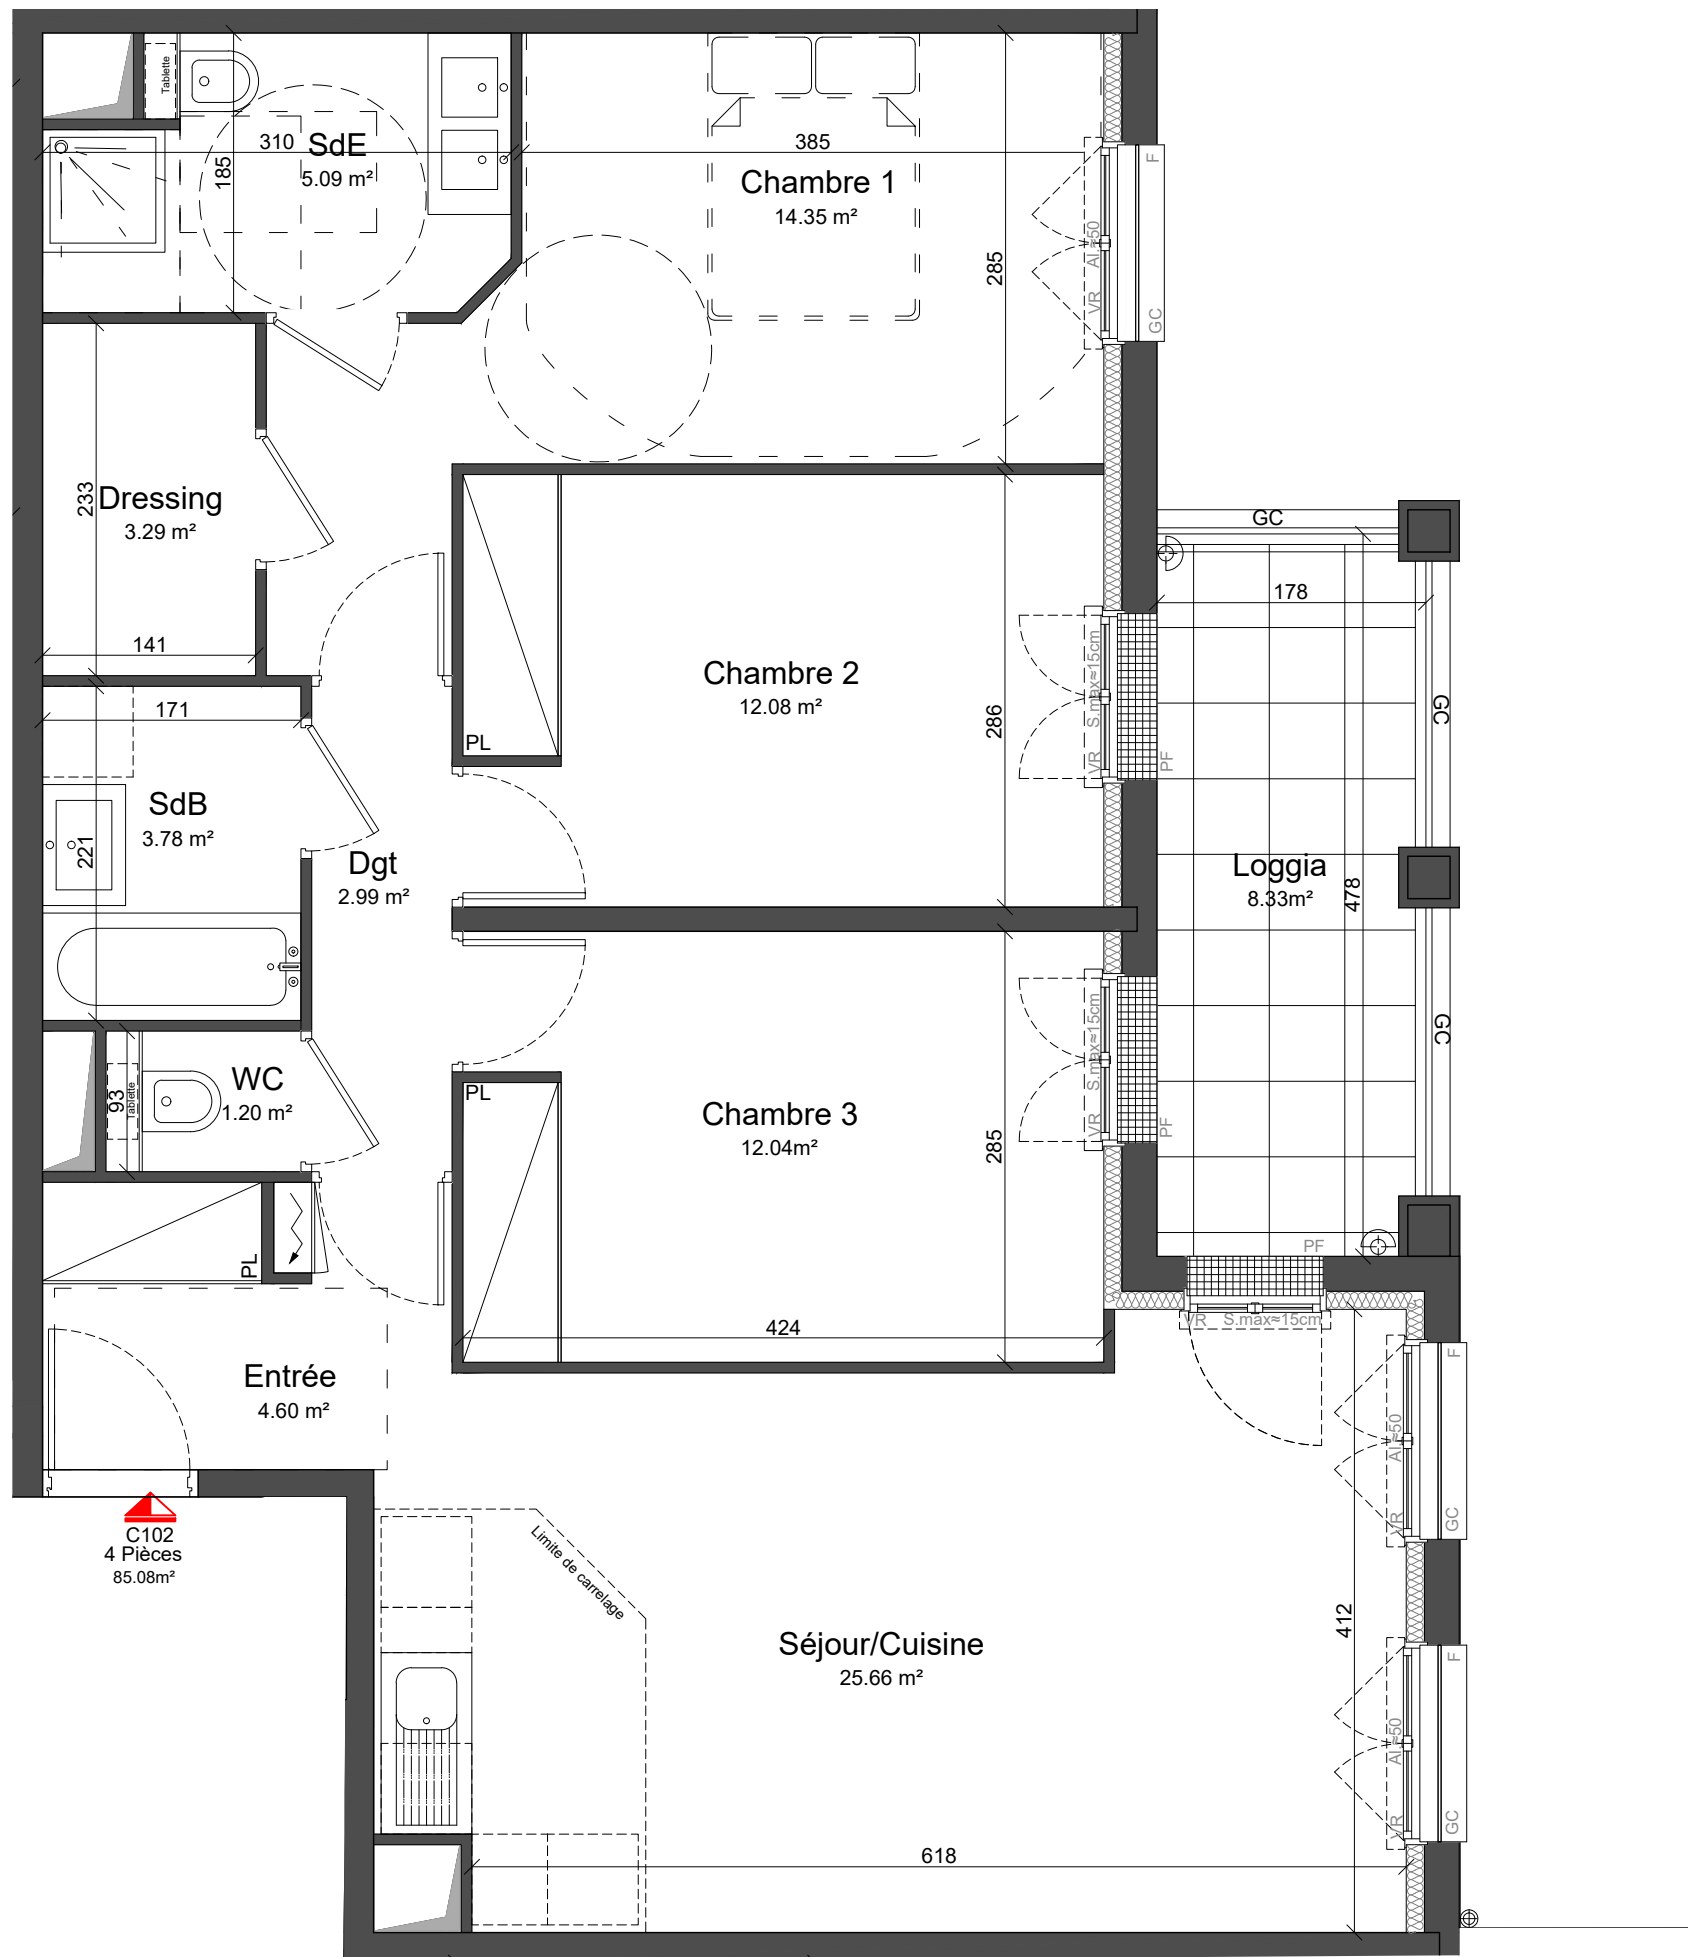 Tablette
310
SdE
5.09 m²
185
385
Chambre 1
14.35 m²
285
F
Al.≈50
VR
GC
233
Dressing
3.29 m²
141
GC
178
171
PL
Chambre 2
12.08 m²
286
VR S.max≈15cm
PF
GC
SdB
3.78 m²
221
Dgt
2.99 m²
Loggia
8.33m²
478
GC
WC
1.20 m²
93
Tablette
PL
Chambre 3
12.04m²
285
VR S.max≈15cm
PF
PL
PF
VR S.max≈15cm
424
Entrée
4.60 m²
F
Al.≈50
VR
GC
C102
4 Pièces
85.08m²
Limite de carrelage
412
Séjour/Cuisine
25.66 m²
F
Al.≈50
VR
GC
618